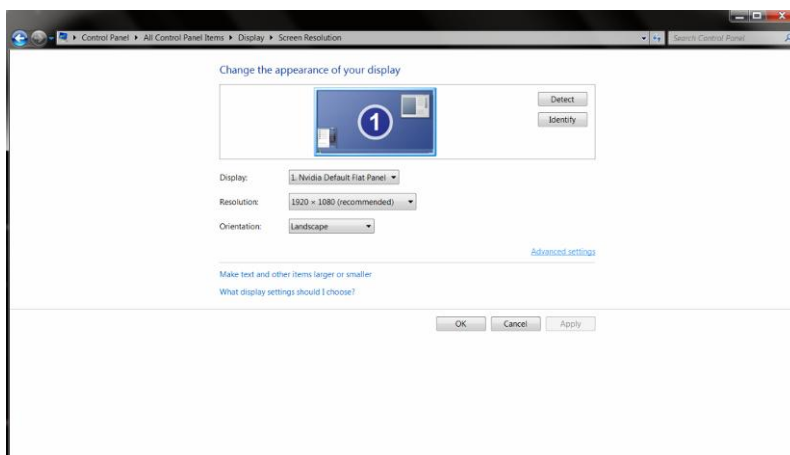 Control Panel ▸ All Control Panel Items ▸ Display ▸ Screen Resolution
Search Control Panel
Change the appearance of your display
1
Detect
Identify
Display: 1. Nvidia Default Flat Panel
Resolution: 1920 × 1080 (recommended)
Orientation: Landscape
Advanced settings
Make text and other items larger or smaller
What display settings should I choose?
OK Cancel Apply